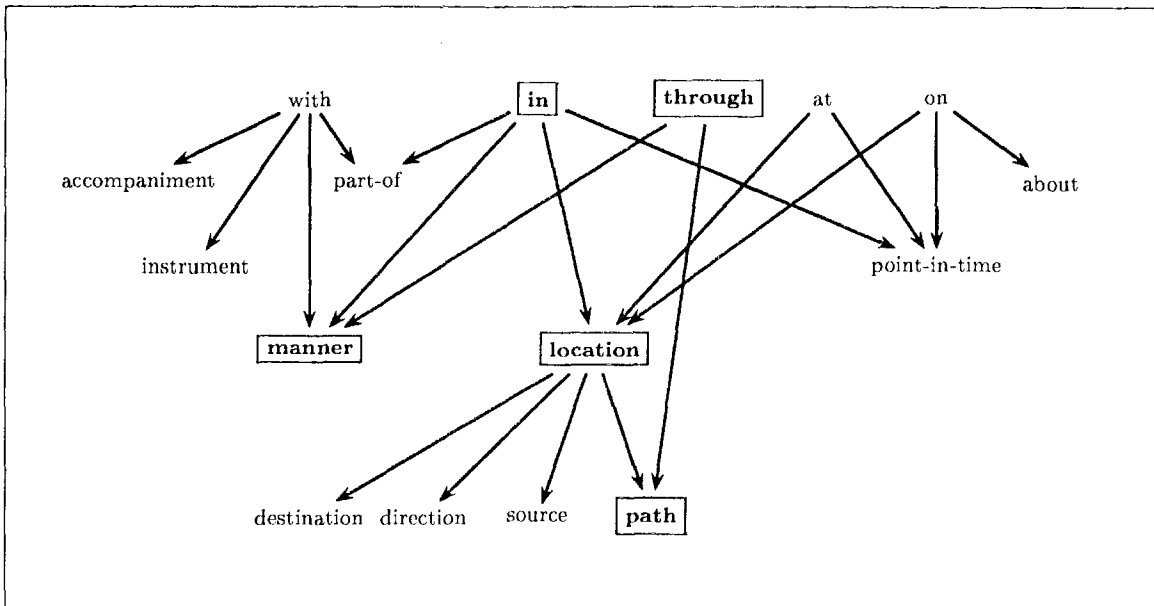 with in through at on
accompaniment part-of about
instrument point-in-time
manner location
destination direction source path